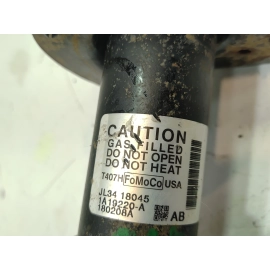 CAUTION
GAS FILLED
DO NOT OPEN
DO NOT HEAT
T407H FoMoCo USA
JL34 18045
1A19220-A
180208A AB